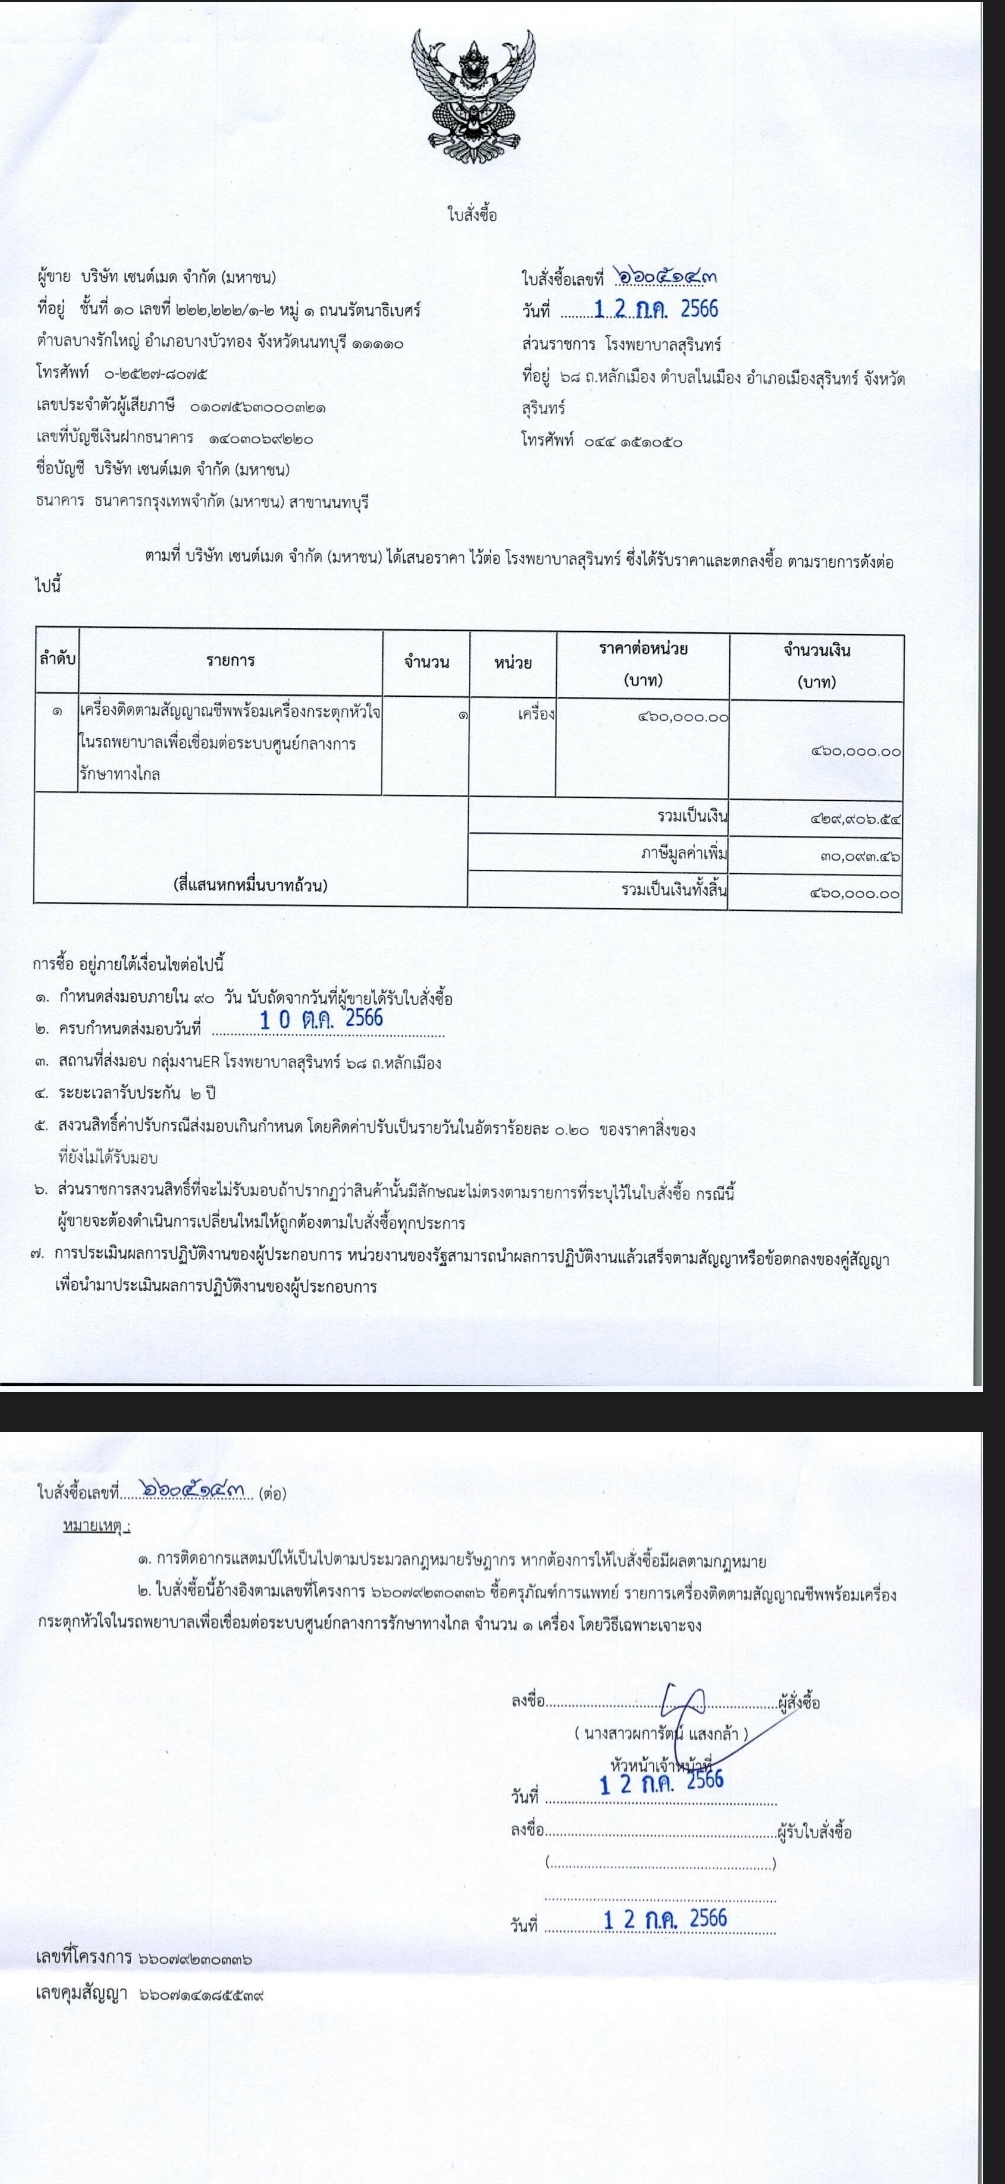 ใบสั่งซื้อ
ผู้ขาย บริษัท เซนต์เมด จำกัด (มหาชน)
ที่อยู่ ชั้นที่ ๑๐ เลขที่ ๒๒๒,๒๒๒/๑-๒ หมู่ ๑ ถนนรัตนาธิเบศร์
ตำบลบางรักใหญ่ อำเภอบางบัวทอง จังหวัดนนทบุรี ๑๑๑๑๐
โทรศัพท์ ๐-๒๕๒๗-๘๐๗๕
เลขประจำตัวผู้เสียภาษี ๐๑๐๗๕๖๓๐๐๐๓๒๑
เลขที่บัญชีเงินฝากธนาคาร ๑๔๐๓๐๖๙๒๒๐
ชื่อบัญชี บริษัท เซนต์เมด จำกัด (มหาชน)
ธนาคาร ธนาคารกรุงเทพจำกัด (มหาชน) สาขานนทบุรี
ใบสั่งซื้อเลขที่ ๖๖๐๕๑๔๓
วันที่ ........1 2 ก.ค. 2566
ส่วนราชการ โรงพยาบาลสุรินทร์
ที่อยู่ ๖๘ ถ.หลักเมือง ตำบลในเมือง อำเภอเมืองสุรินทร์ จังหวัด
สุรินทร์
โทรศัพท์ ๐๔๔ ๑๕๑๐๕๐
ตามที่ บริษัท เซนต์เมด จำกัด (มหาชน) ได้เสนอราคา ไว้ต่อ โรงพยาบาลสุรินทร์ ซึ่งได้รับราคาและตกลงซื้อ ตามรายการดังต่อ
ไปนี้
ลำดับ รายการ จำนวน หน่วย ราคาต่อหน่วย (บาท) จำนวนเงิน (บาท)
๑ เครื่องติดตามสัญญาณชีพพร้อมเครื่องกระตุกหัวใจ ๑ เครื่อง ๔๖๐,๐๐๐.๐๐
ในรถพยาบาลเพื่อเชื่อมต่อระบบศูนย์กลางการ ๔๖๐,๐๐๐.๐๐
รักษาทางไกล
รวมเป็นเงิน ๔๒๙,๙๐๖.๕๔
ภาษีมูลค่าเพิ่ม ๓๐,๐๙๓.๔๖
(สี่แสนหกหมื่นบาทถ้วน) รวมเป็นเงินทั้งสิ้น ๔๖๐,๐๐๐.๐๐
การซื้อ อยู่ภายใต้เงื่อนไขต่อไปนี้
๑. กำหนดส่งมอบภายใน ๙๐ วัน นับถัดจากวันที่ผู้ขายได้รับใบสั่งซื้อ
๒. ครบกำหนดส่งมอบวันที่ 1 0 ต.ค. 2566
๓. สถานที่ส่งมอบ กลุ่มงานER โรงพยาบาลสุรินทร์ ๖๘ ถ.หลักเมือง
๔. ระยะเวลารับประกัน ๒ ปี
๕. สงวนสิทธิ์ค่าปรับกรณีส่งมอบเกินกำหนด โดยคิดค่าปรับเป็นรายวันในอัตราร้อยละ ๐.๒๐ ของราคาสิ่งของ
ที่ยังไม่ได้รับมอบ
๖. ส่วนราชการสงวนสิทธิ์ที่จะไม่รับมอบถ้าปรากฏว่าสินค้านั้นมีลักษณะไม่ตรงตามรายการที่ระบุไว้ในใบสั่งซื้อ กรณีนี้
ผู้ขายจะต้องดำเนินการเปลี่ยนใหม่ให้ถูกต้องตามใบสั่งซื้อทุกประการ
๗. การประเมินผลการปฏิบัติงานของผู้ประกอบการ หน่วยงานของรัฐสามารถนำผลการปฏิบัติงานแล้วเสร็จตามสัญญาหรือข้อตกลงของคู่สัญญา
เพื่อนำมาประเมินผลการปฏิบัติงานของผู้ประกอบการ
ใบสั่งซื้อเลขที่.....๖๖๐๕๑๔๓.. (ต่อ)
หมายเหตุ :
๑. การติดอากรแสตมป์ให้เป็นไปตามประมวลกฎหมายรัษฎากร หากต้องการให้ใบสั่งซื้อมีผลตามกฎหมาย
๒. ใบสั่งซื้อนี้อ้างอิงตามเลขที่โครงการ ๖๖๐๗๙๒๓๐๓๓๖ ซื้อครุภัณฑ์การแพทย์ รายการเครื่องติดตามสัญญาณชีพพร้อมเครื่อง
กระตุกหัวใจในรถพยาบาลเพื่อเชื่อมต่อระบบศูนย์กลางการรักษาทางไกล จำนวน ๑ เครื่อง โดยวิธีเฉพาะเจาะจง
ลงชื่อ........................................ผู้สั่งซื้อ
( นางสาวผการัตน์ แสงกล้า )
หัวหน้าเจ้าหน้าที่
วันที่ 1 2 ก.ค. 2566
ลงชื่อ........................................ผู้รับใบสั่งซื้อ
(........................................)
วันที่ 1 2 ก.ค. 2566
เลขที่โครงการ ๖๖๐๗๙๒๓๐๓๓๖
เลขคุมสัญญา ๖๖๐๗๑๔๑๘๕๕๓๙